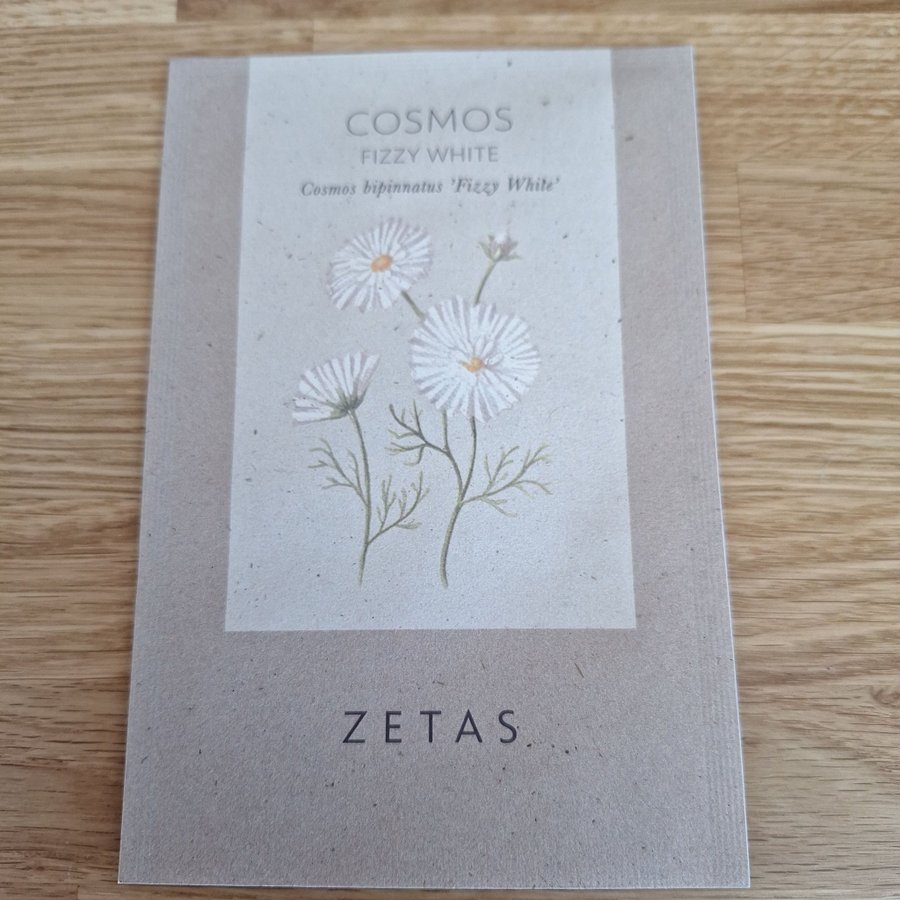 COSMOS
FIZZY WHITE
Cosmos bipinnatus 'Fizzy White'
ZETAS